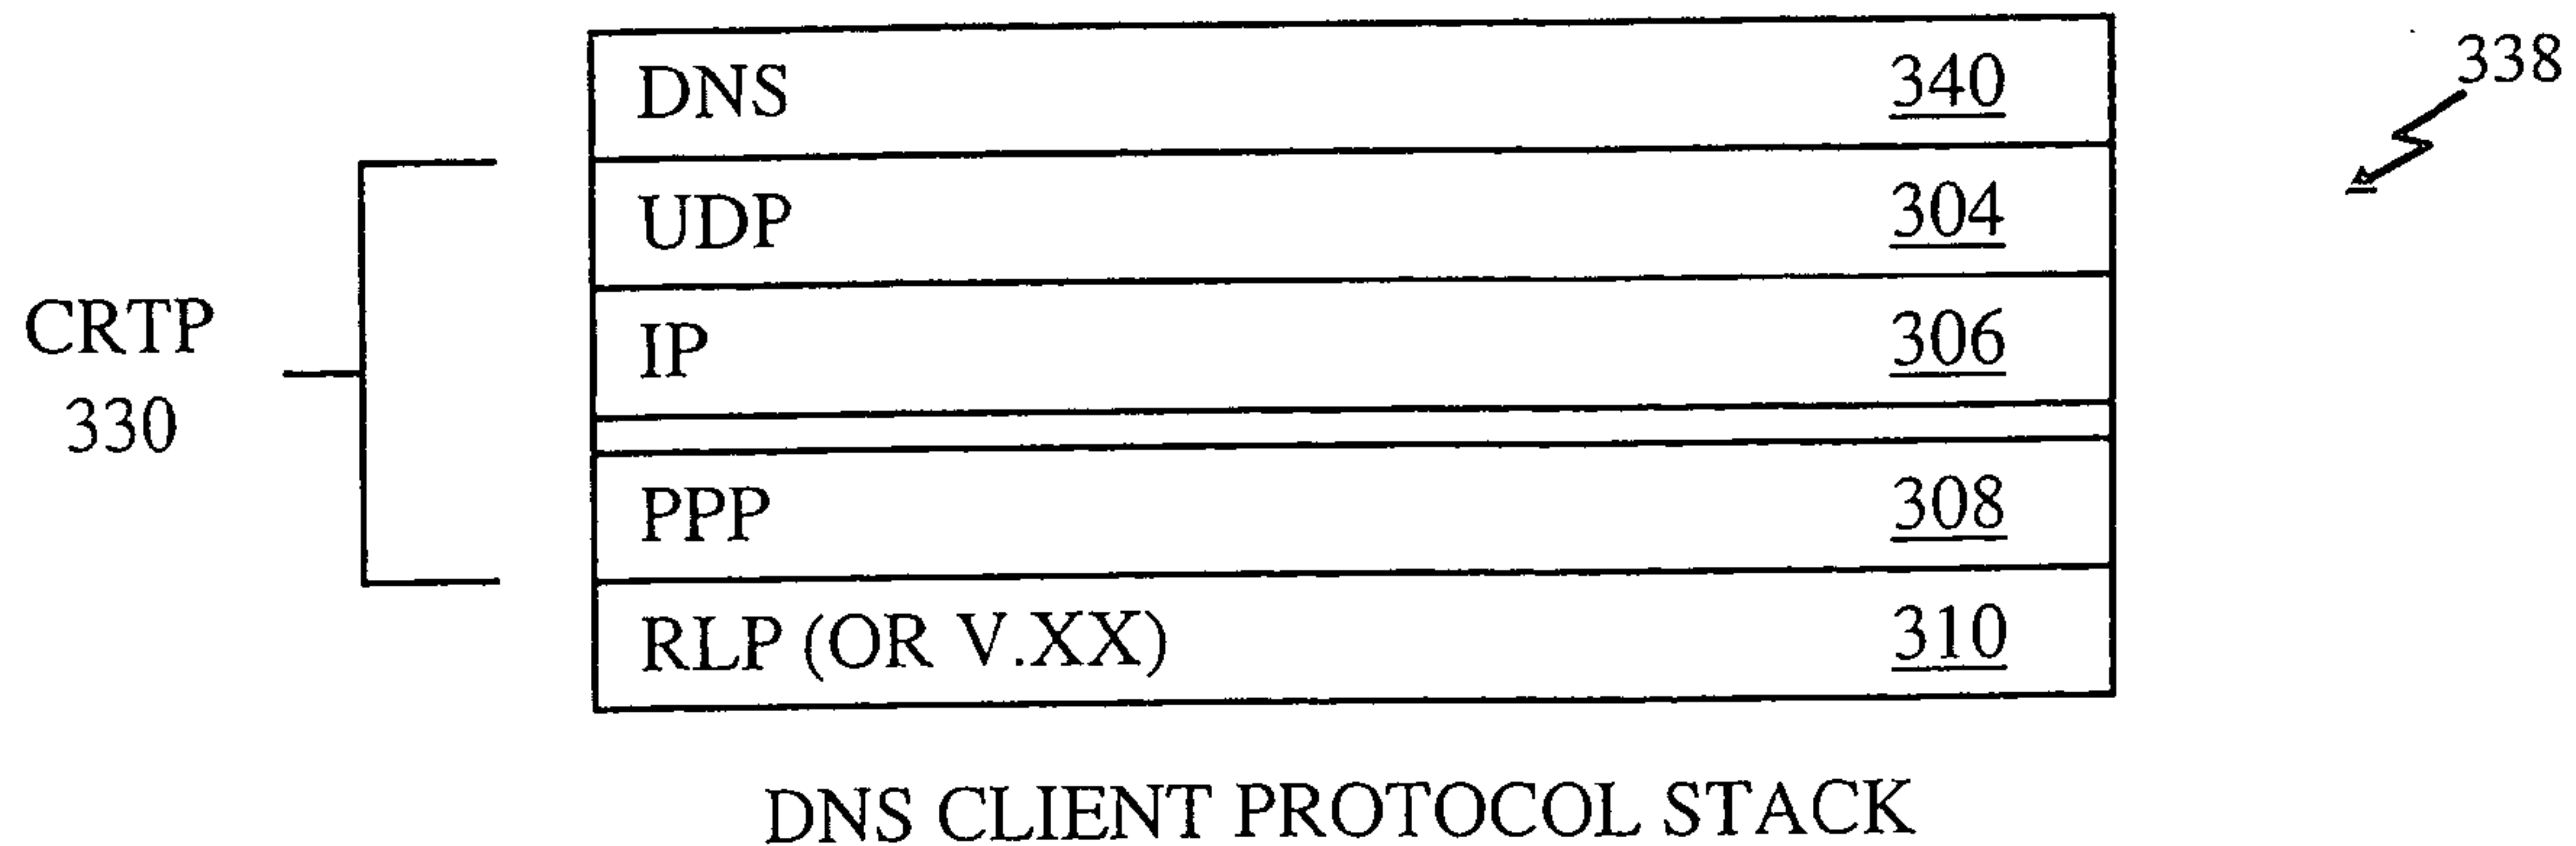 338
DNS 340
UDP 304
IP 306
PPP 308
RLP (OR V.XX) 310
CRTP
330
DNS CLIENT PROTOCOL STACK